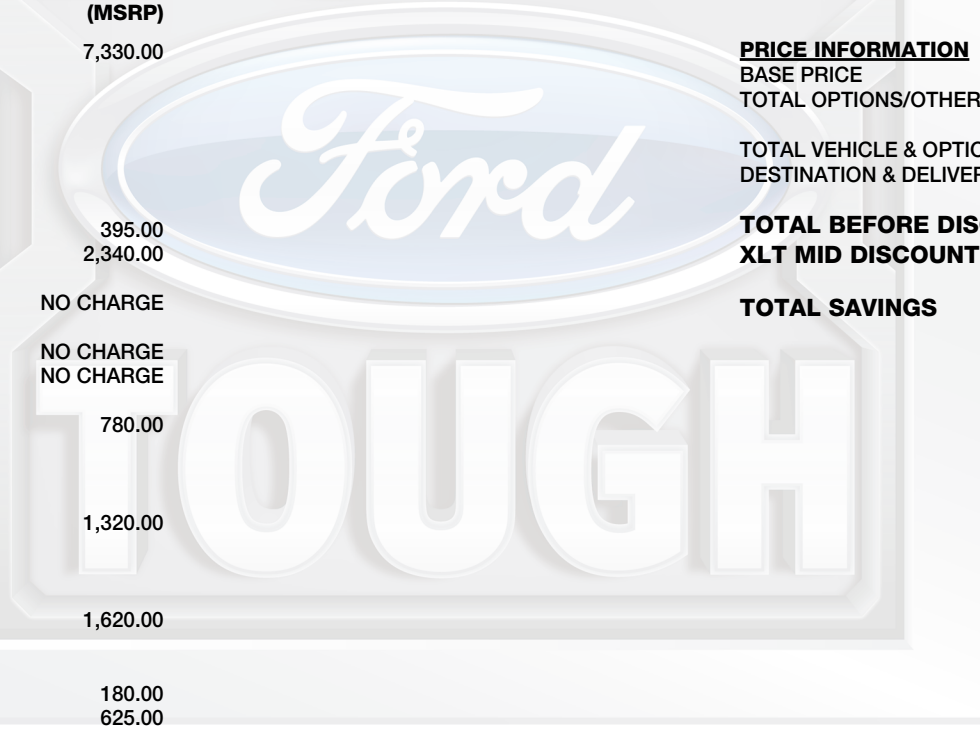 (MSRP)
7,330.00
395.00
2,340.00
NO CHARGE
NO CHARGE
NO CHARGE
780.00
1,320.00
1,620.00
180.00
625.00
PRICE INFORMATION
BASE PRICE
TOTAL OPTIONS/OTHER
TOTAL VEHICLE & OPTIO
DESTINATION & DELIVER
TOTAL BEFORE DIS
XLT MID DISCOUNT
TOTAL SAVINGS
Ford
TOUGH